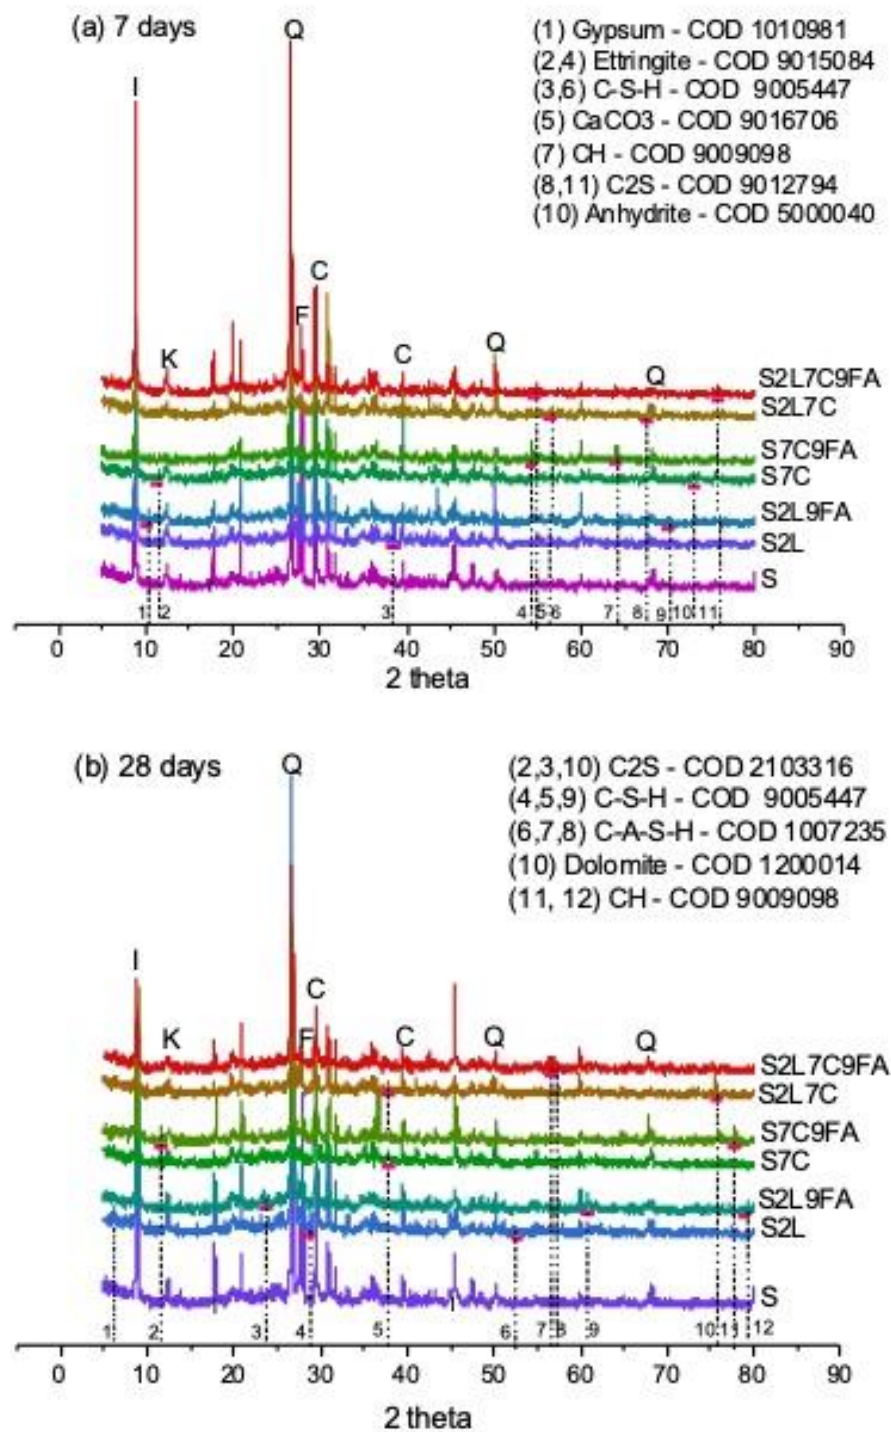 (a) 7 days
(1) Gypsum - COD 1010981
(2,4) Ettringite - COD 9015084
(3,6) C-S-H - COD 9005447
(5) CaCO3 - COD 9016706
(7) CH - COD 9009098
(8,11) C2S - COD 9012794
(10) Anhydrite - COD 5000040
Q
I
C
F
K
C
Q
Q
S2L7C9FA
S2L7C
S7C9FA
S7C
S2L9FA
S2L
S
1 2 3 4 5 6 7 8 9 10 11
0 10 20 30 40 50 60 70 80 90
2 theta
(b) 28 days
(2,3,10) C2S - COD 2103316
(4,5,9) C-S-H - COD 9005447
(6,7,8) C-A-S-H - COD 1007235
(10) Dolomite - COD 1200014
(11, 12) CH - COD 9009098
Q
I
C
K
F
C
Q
Q
S2L7C9FA
S2L7C
S7C9FA
S7C
S2L9FA
S2L
S
1 2 3 4 5 6 7 8 9 10 11 12
0 10 20 30 40 50 60 70 80 90
2 theta